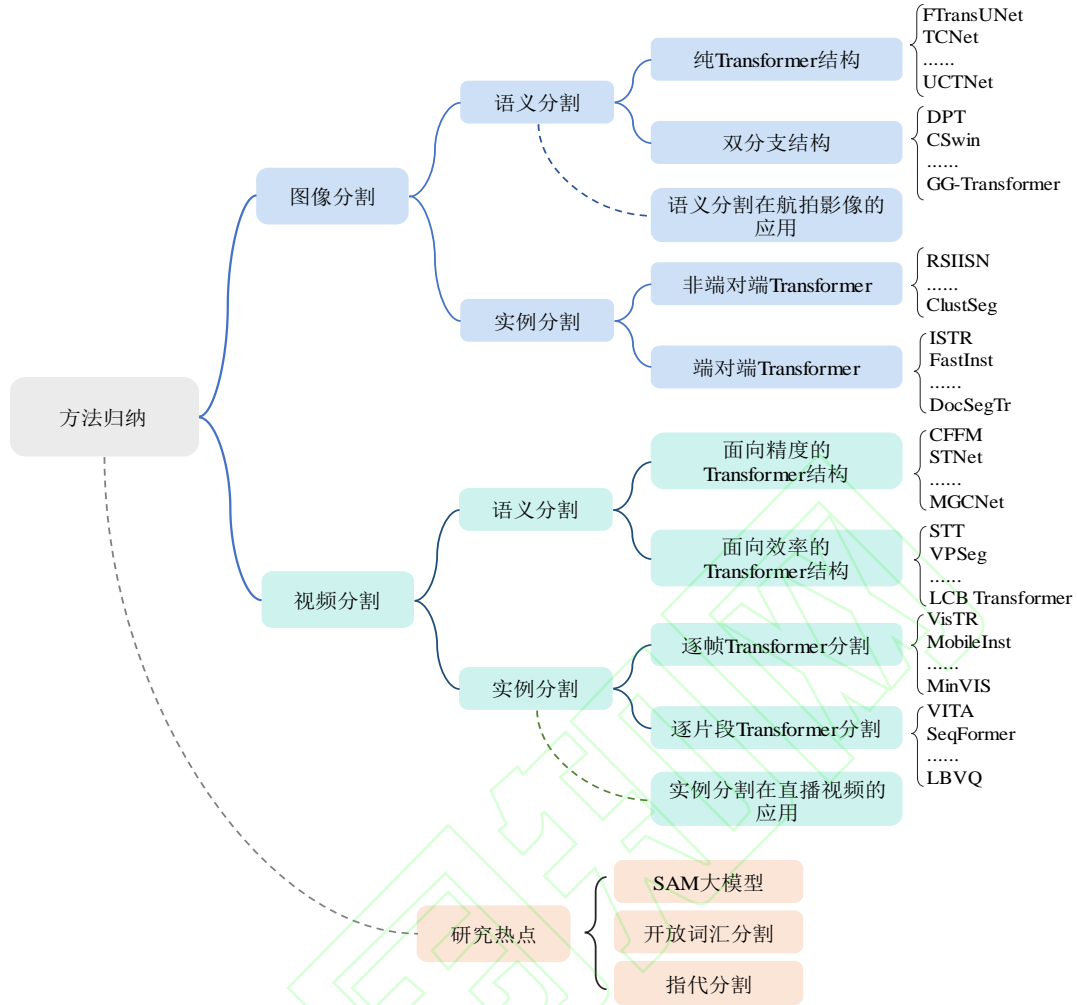 方法归纳
图像分割
语义分割
纯Transformer结构
FTransUNet
TCNet
......
UCTNet
双分支结构
DPT
CSwin
......
GG-Transformer
语义分割在航拍影像的
应用
实例分割
非端对端Transformer
RSIISN
......
ClustSeg
端对端Transformer
ISTR
FastInst
......
DocSegTr
视频分割
语义分割
面向精度的
Transformer结构
CFFM
STNet
......
MGCNet
面向效率的
Transformer结构
STT
VPSeg
......
LCB Transformer
实例分割
逐帧Transformer分割
VisTR
MobileInst
......
MinVIS
逐片段Transformer分割
VITA
SeqFormer
......
LBVQ
实例分割在直播视频的
应用
研究热点
SAM大模型
开放词汇分割
指代分割